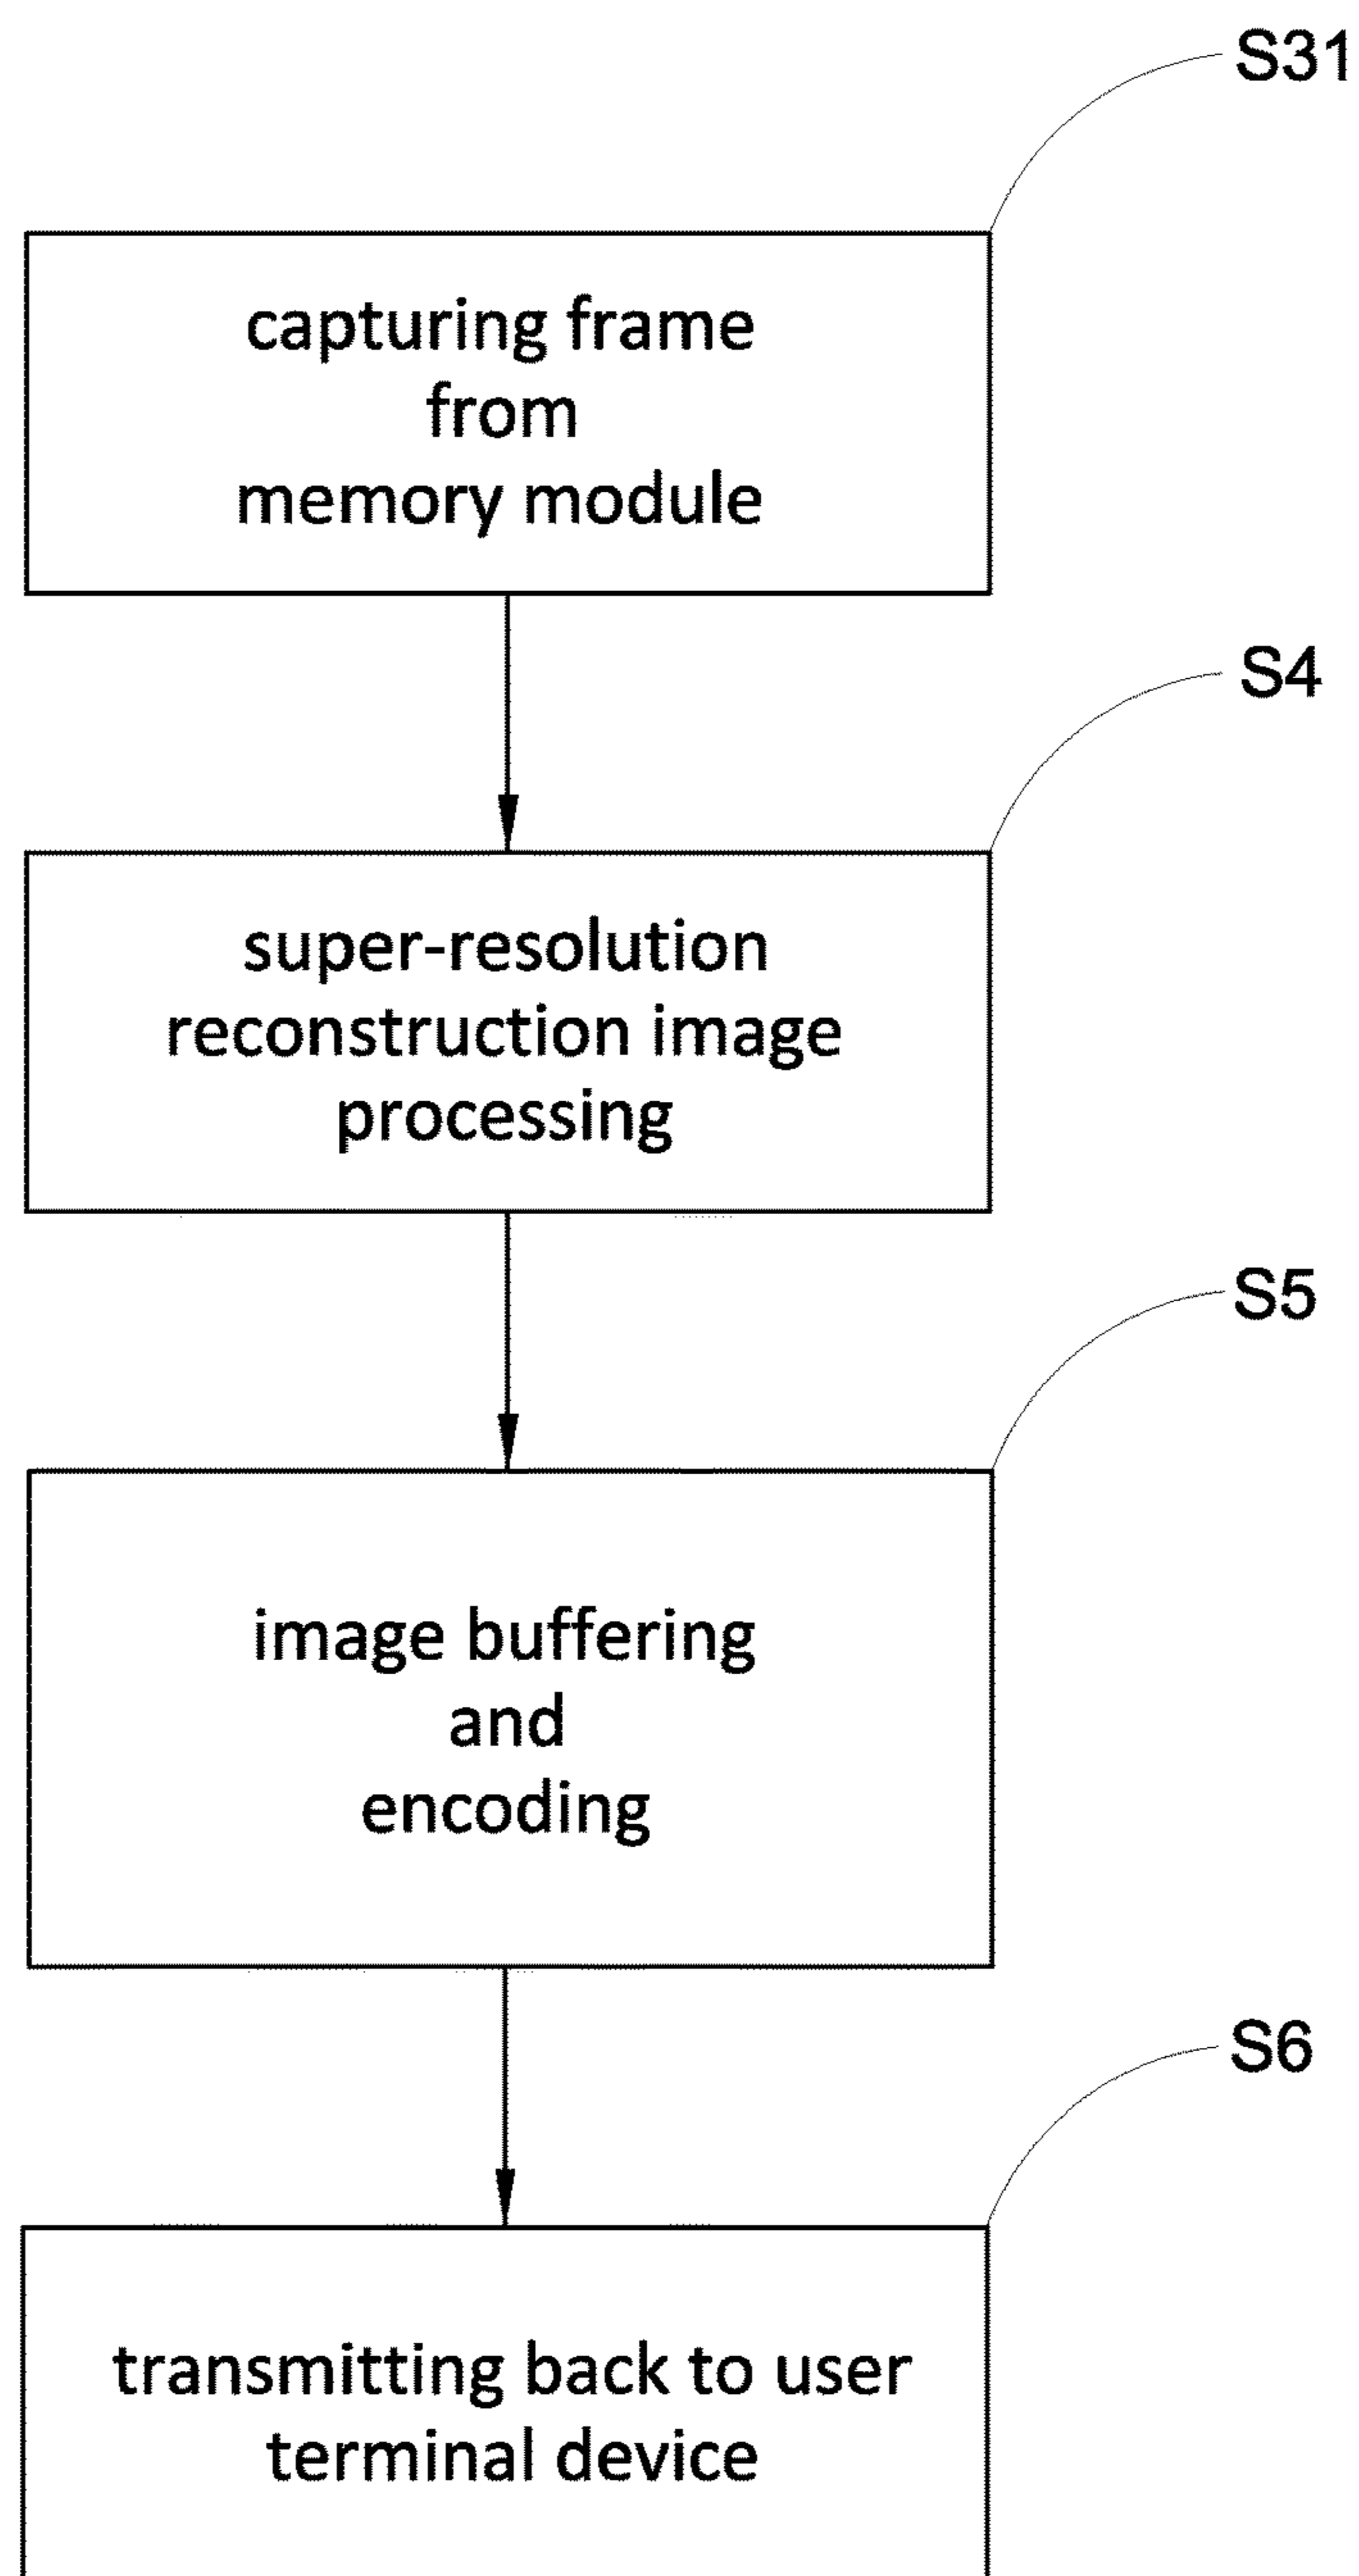 S31
capturing frame
from
memory module
S4
super-resolution
reconstruction image
processing
S5
image buffering
and
encoding
S6
transmitting back to user
terminal device